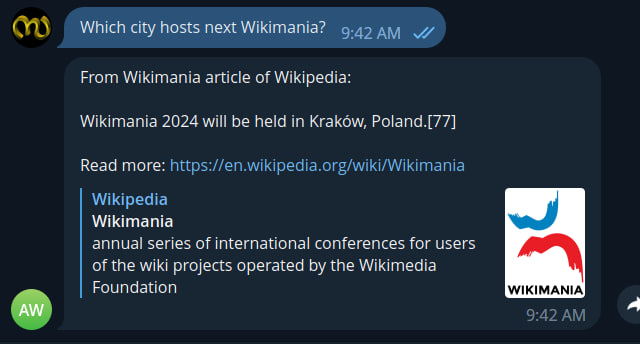 Which city hosts next Wikimania?
9:42 AM
From Wikimania article of Wikipedia:
Wikimania 2024 will be held in Kraków, Poland.[77]
Read more: https://en.wikipedia.org/wiki/Wikimania
Wikipedia
Wikimania
annual series of international conferences for users
of the wiki projects operated by the Wikimedia
Foundation
WIKIMANIA
AW
9:42 AM